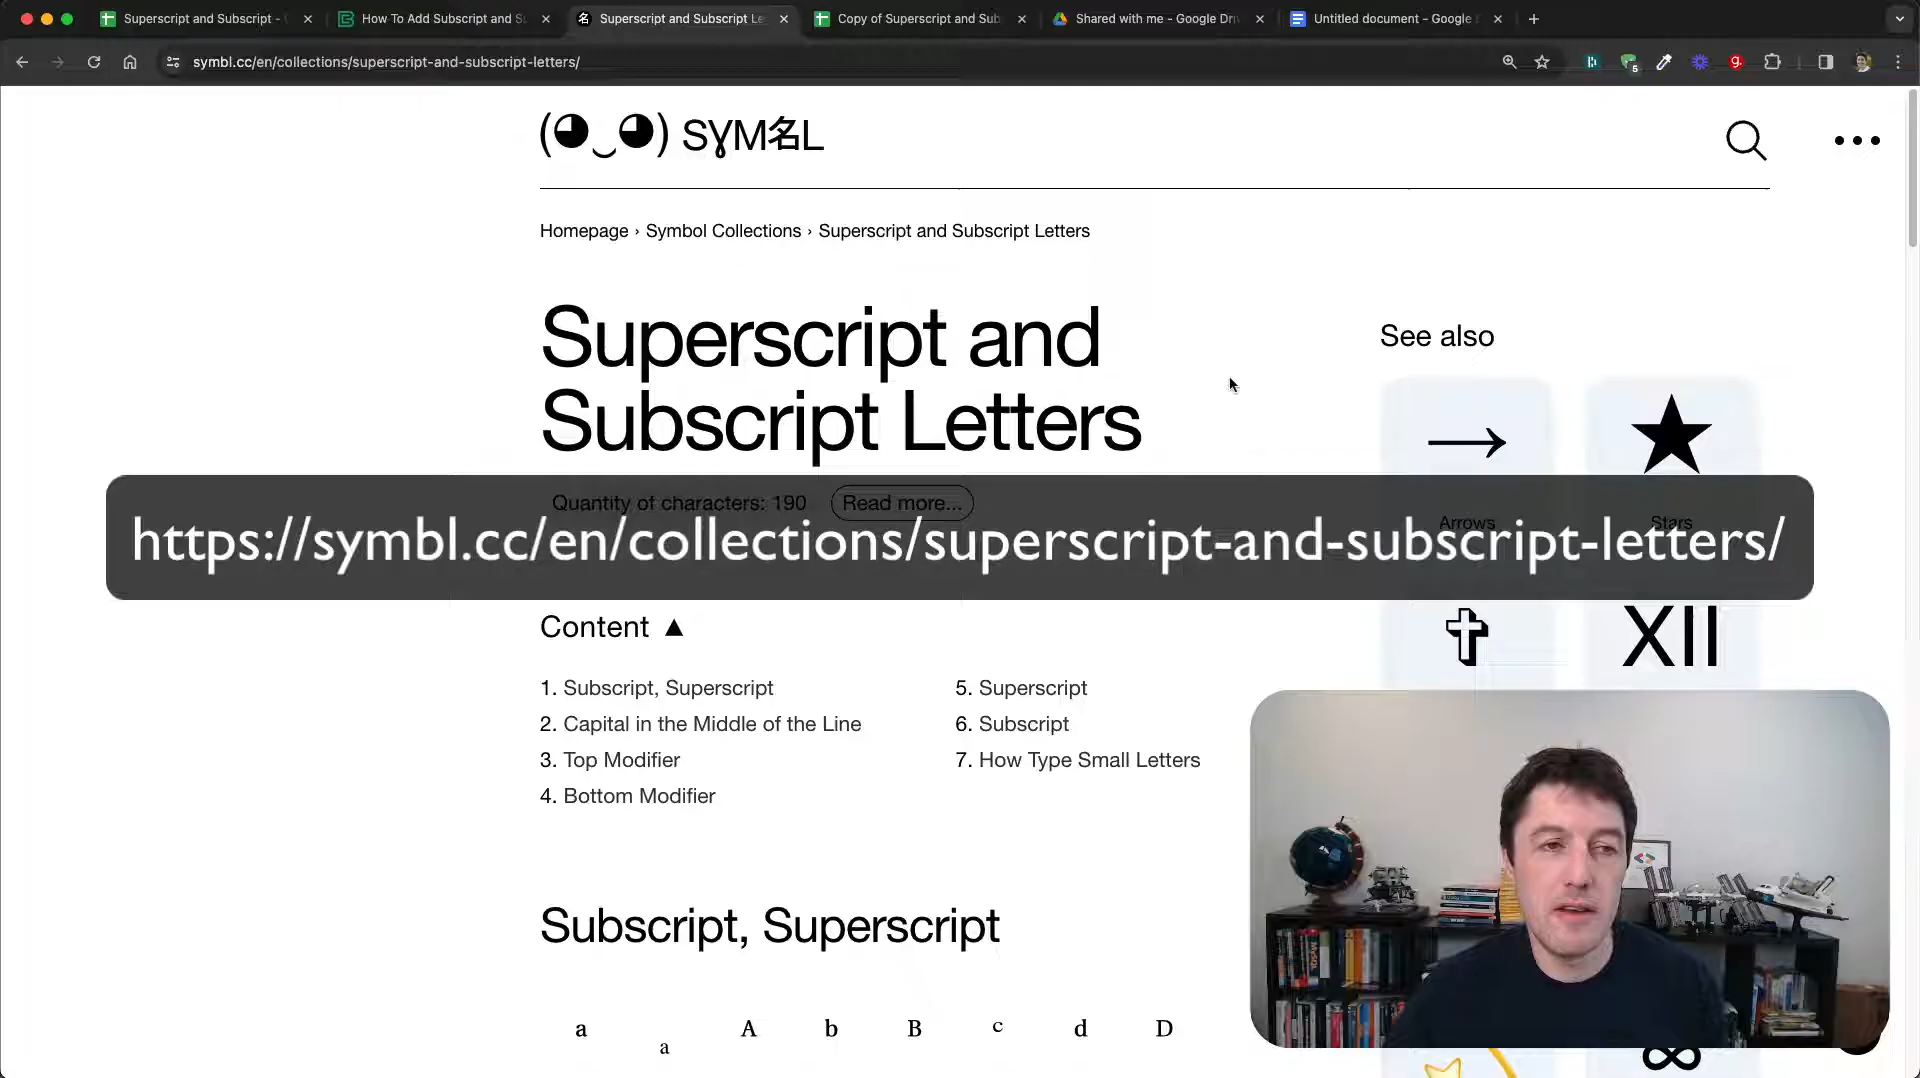 Superscript and Subscript -
How To Add Subscript and S
Superscript and Subscript Le
Copy of Superscript and Sub
Shared with me - Google Dri
Untitled document - Google
symbl.cc/en/collections/superscript-and-subscript-letters/
5
g.
(◕‿◕) SƔM名L
Homepage › Symbol Collections › Superscript and Subscript Letters
Superscript and
Subscript Letters
See also
Quantity of characters: 190
Read more...
Arrows
Stars
https://symbl.cc/en/collections/superscript-and-subscript-letters/
Content ▲
XII
1. Subscript, Superscript
2. Capital in the Middle of the Line
3. Top Modifier
4. Bottom Modifier
5. Superscript
6. Subscript
7. How Type Small Letters
Subscript, Superscript
a
a
A
b
B
c
d
D